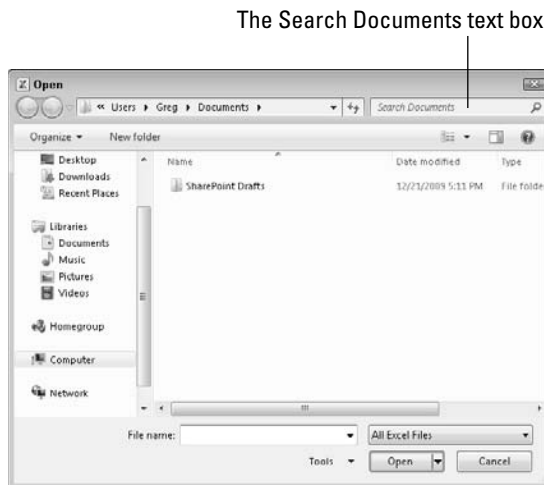 The Search Documents text box
Open
« Users ▸ Greg ▸ Documents ▸
Search Documents
Organize
New folder
Desktop
Downloads
Recent Places
Libraries
Documents
Music
Pictures
Videos
Homegroup
Computer
Network
Name
Date modified
Type
SharePoint Drafts
12/21/2009 5:11 PM
File folde
File name:
All Excel Files
Tools
Open
Cancel